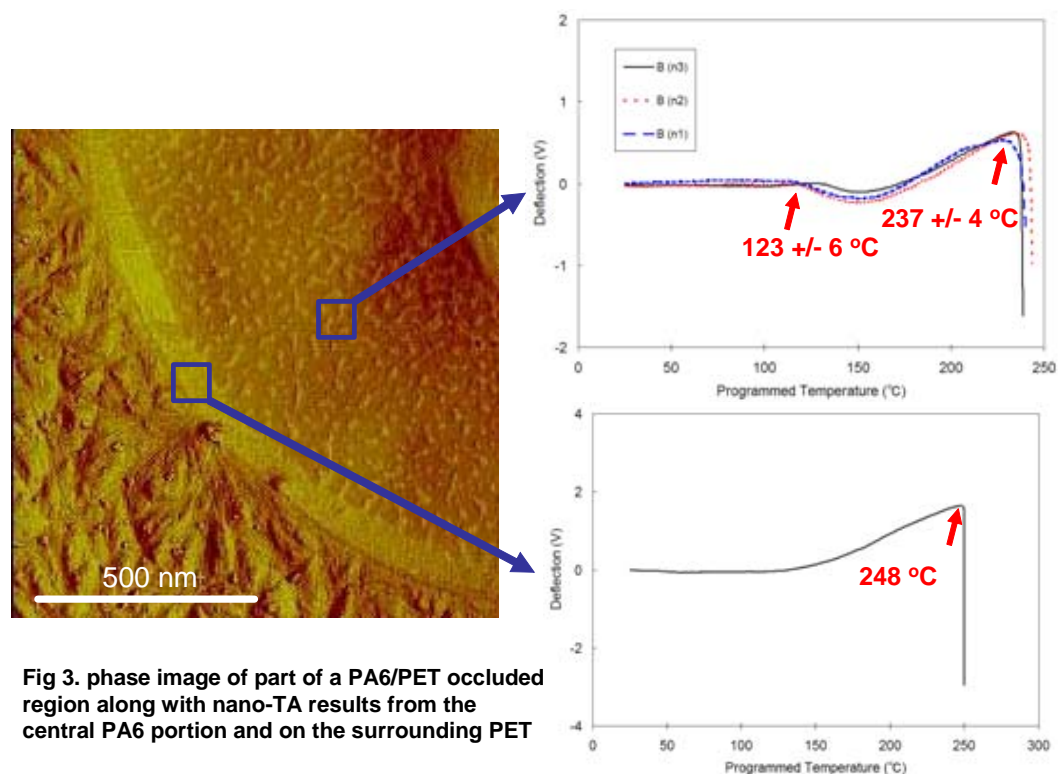 2
1
0
-1
-2
Deflection (V)
B (n3)
B (n2)
B (n1)
123 +/- 6 °C
237 +/- 4 °C
0 50 100 150 200 250
Programmed Temperature (°C)
500 nm
4
2
0
-2
-4
Deflection (V)
248 °C
0 50 100 150 200 250 300
Programmed Temperature (°C)
Fig 3. phase image of part of a PA6/PET occluded
region along with nano-TA results from the
central PA6 portion and on the surrounding PET